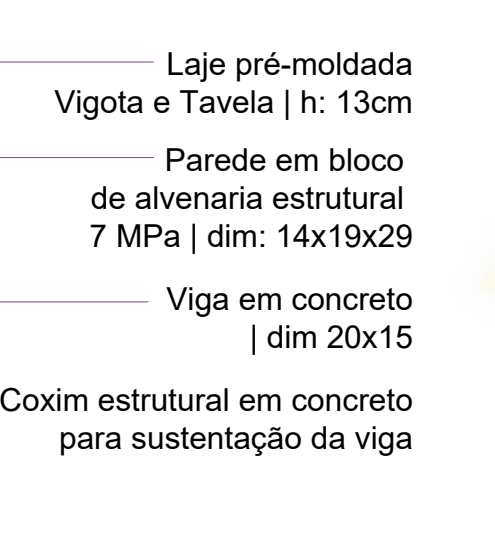 Laje pré-moldada
Vigota e Tavela | h: 13cm
Parede em bloco
de alvenaria estrutural
7 MPa | dim: 14x19x29
Viga em concreto
| dim 20x15
Coxim estrutural em concreto
para sustentação da viga